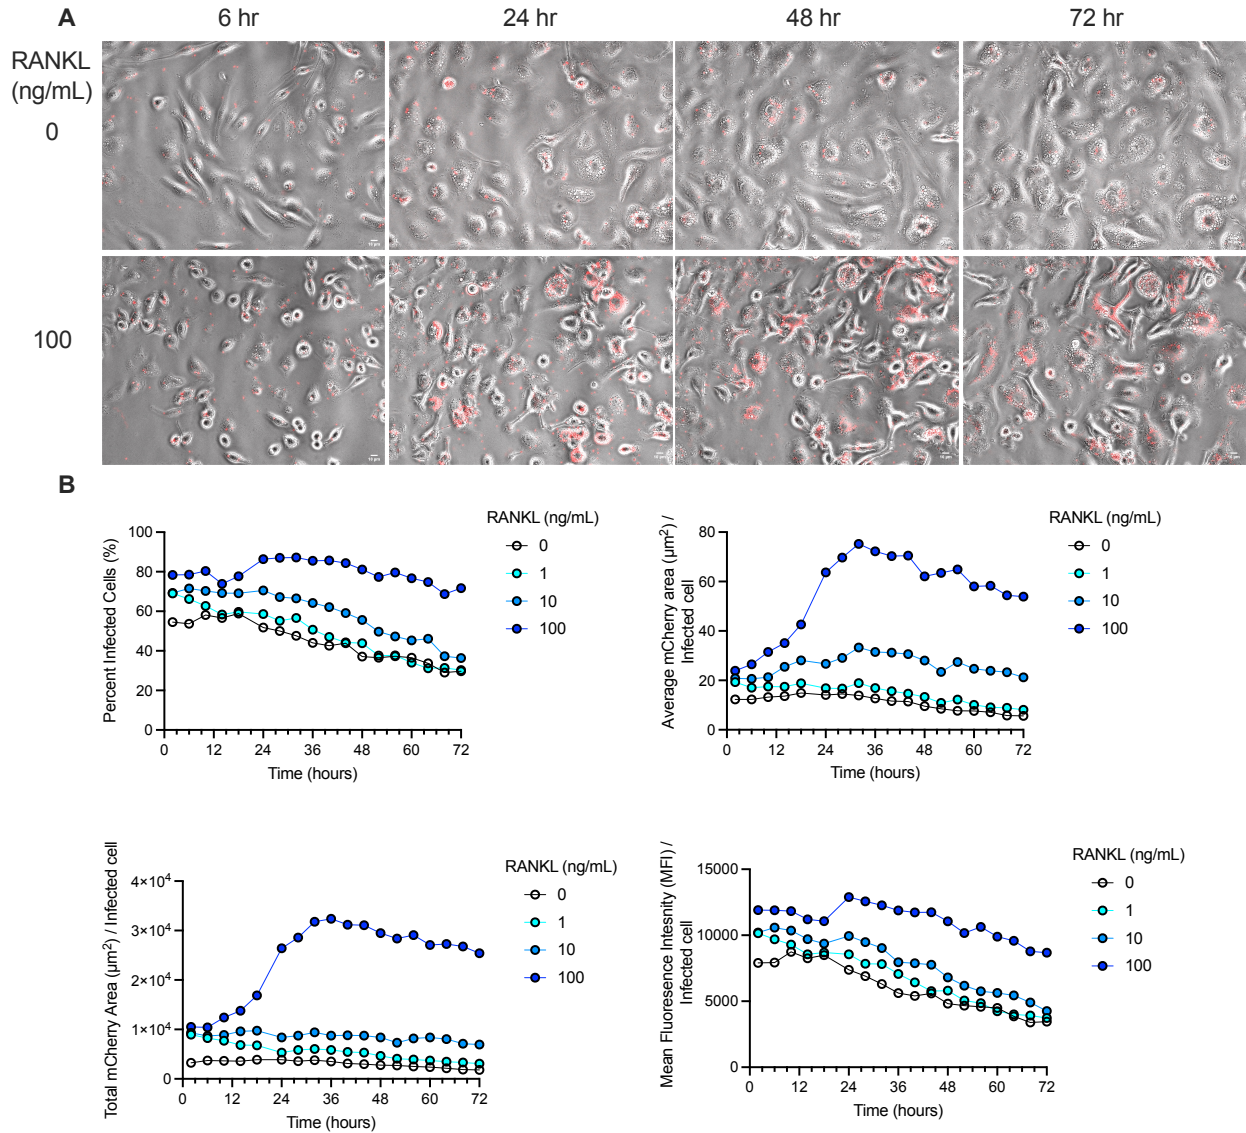 A
6 hr
24 hr
48 hr
72 hr
RANKL
(ng/mL)
0
100
B
Percent Infected Cells (%)
100
80
60
40
20
0
0 12 24 36 48 60 72
Time (hours)
RANKL (ng/mL)
0
1
10
100
Average mCherry area (µm²) /
Infected cell
80
60
40
20
0
0 12 24 36 48 60 72
Time (hours)
RANKL (ng/mL)
0
1
10
100
Total mCherry Area (µm²) / Infected cell
4×10⁴
3×10⁴
2×10⁴
1×10⁴
0
0 12 24 36 48 60 72
Time (hours)
RANKL (ng/mL)
0
1
10
100
Mean Fluoresence Intesnity (MFI) /
Infected cell
15000
10000
5000
0
0 12 24 36 48 60 72
Time (hours)
RANKL (ng/mL)
0
1
10
100